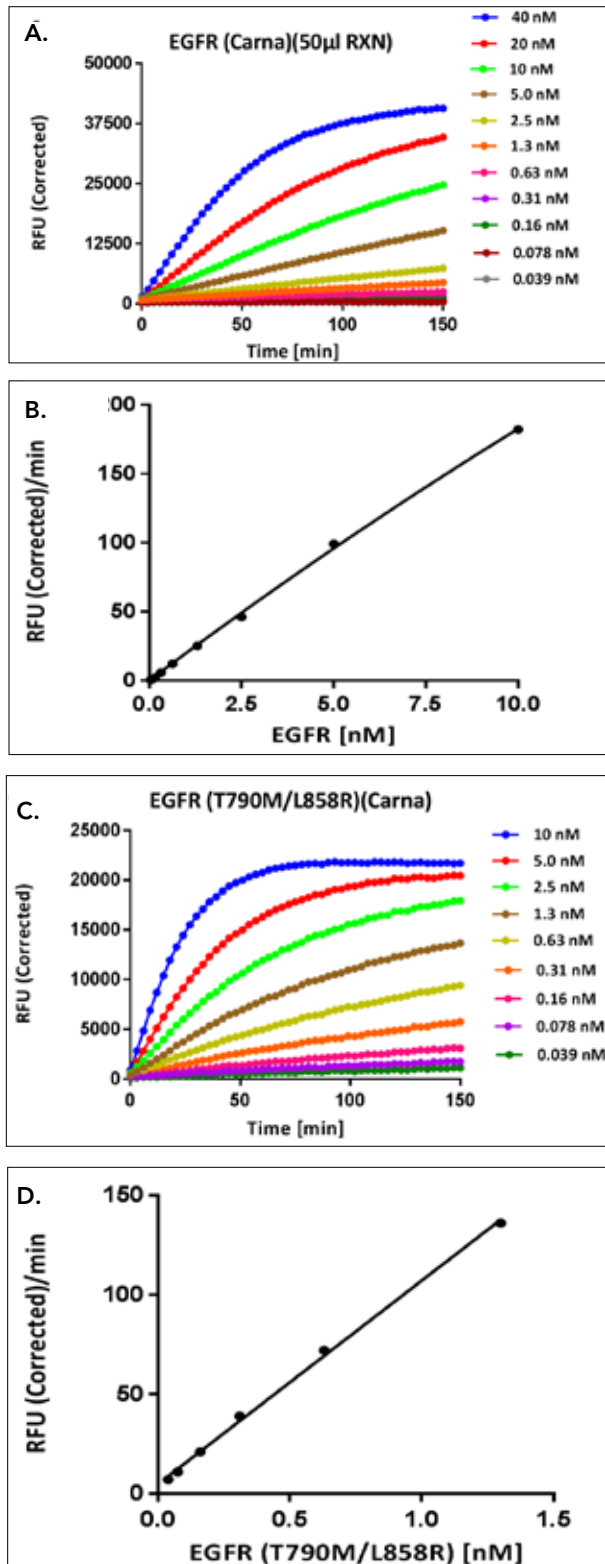 A.
EGFR (Carna)(50µl RXN)
RFU (Corrected)
50000
37500
25000
12500
0
0
50
100
150
Time [min]
40 nM
20 nM
10 nM
5.0 nM
2.5 nM
1.3 nM
0.63 nM
0.31 nM
0.16 nM
0.078 nM
0.039 nM
B.
RFU (Corrected)/min
200
150
100
50
0
0.0
2.5
5.0
7.5
10.0
EGFR [nM]
C.
EGFR (T790M/L858R)(Carna)
RFU (Corrected)
25000
20000
15000
10000
5000
0
0
50
100
150
Time [min]
10 nM
5.0 nM
2.5 nM
1.3 nM
0.63 nM
0.31 nM
0.16 nM
0.078 nM
0.039 nM
D.
RFU (Corrected)/min
150
100
50
0
0.0
0.5
1.0
1.5
EGFR (T790M/L858R) [nM]